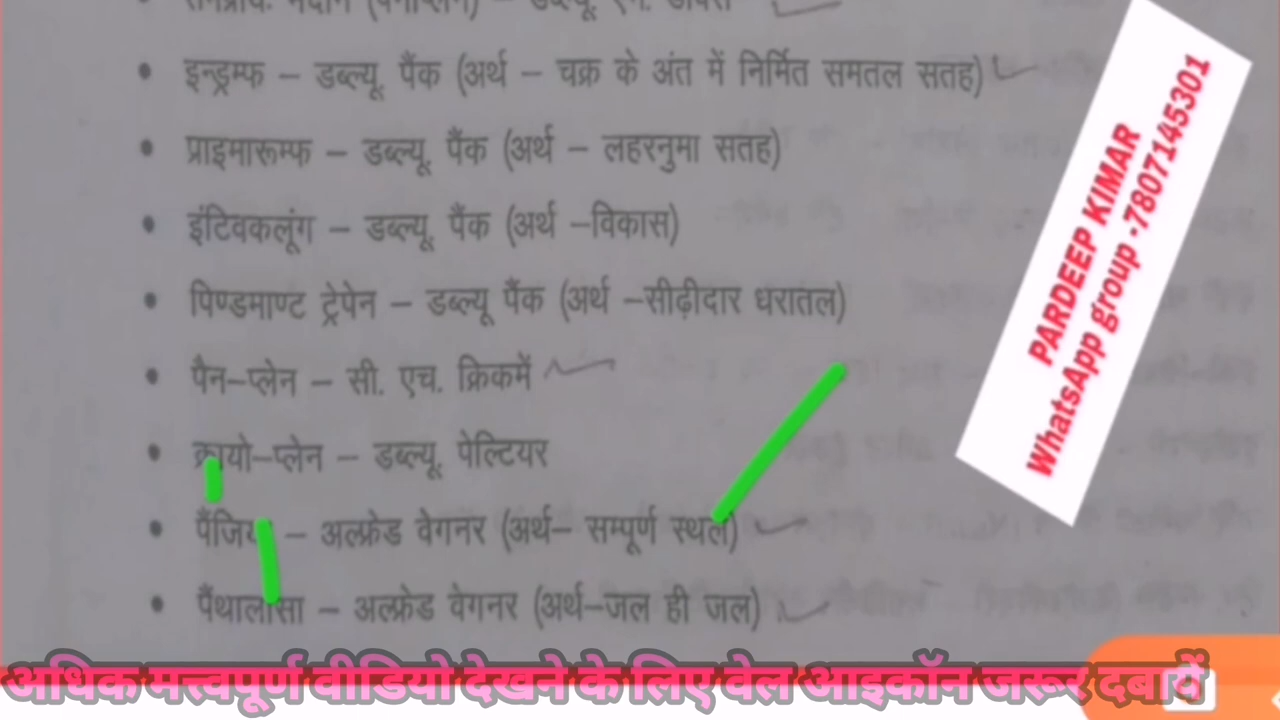 मैदान – डब्ल्यू. एम. डेविस
• इन्ड्रम्फ – डब्ल्यू. पैंक (अर्थ – चक्र के अंत में निर्मित समतल सतह)
• प्राइमारूम्फ – डब्ल्यू. पैंक (अर्थ – लहरनुमा सतह)
• इंटिवकलूंग – डब्ल्यू. पैंक (अर्थ –विकास)
• पिण्डमाण्ट ट्रेपेन – डब्ल्यू पैंक (अर्थ –सीढ़ीदार धरातल)
• पैन–प्लेन – सी. एच. क्रिकमें
• क्रायो–प्लेन – डब्ल्यू. पेल्टियर
• – अल्फ्रेड वेगनर (अर्थ– सम्पूर्ण स्थल)
• पैंथालासा – अल्फ्रेड वेगनर (अर्थ–जल ही जल)
PARDEEP KIMAR
WhatsApp group -7807145301
अधिक मत्त्वपूर्ण वीडियो देखने के लिए वेल आइकॉन जरूर दबायें